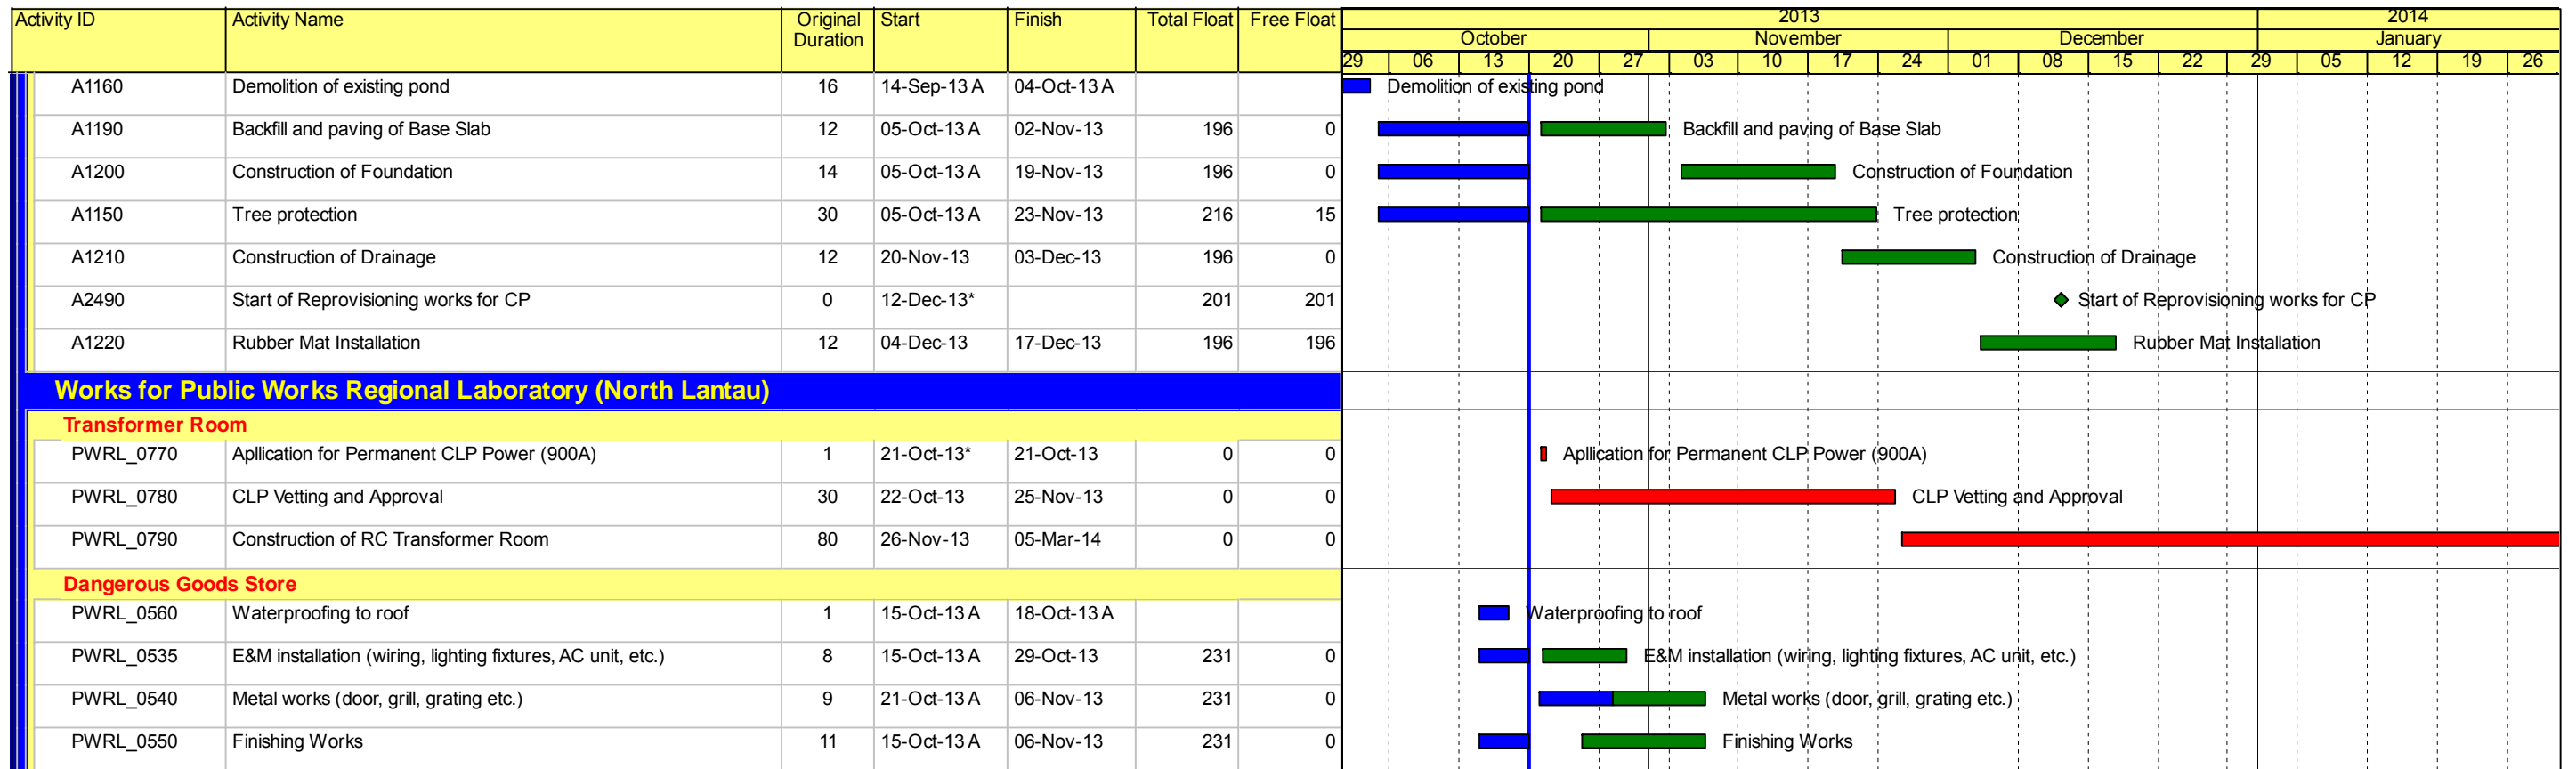 Activity ID Activity Name Original Duration Start Finish Total Float Free Float 2013 2014
October November December January
29 06 13 20 27 03 10 17 24 01 08 15 22 29 05 12 19 26
A1160 Demolition of existing pond 16 14-Sep-13 A 04-Oct-13 A Demolition of existing pond
A1190 Backfill and paving of Base Slab 12 05-Oct-13 A 02-Nov-13 196 0 Backfill and paving of Base Slab
A1200 Construction of Foundation 14 05-Oct-13 A 19-Nov-13 196 0 Construction of Foundation
A1150 Tree protection 30 05-Oct-13 A 23-Nov-13 216 15 Tree protection
A1210 Construction of Drainage 12 20-Nov-13 03-Dec-13 196 0 Construction of Drainage
A2490 Start of Reprovisioning works for CP 0 12-Dec-13* 201 201 Start of Reprovisioning works for CP
A1220 Rubber Mat Installation 12 04-Dec-13 17-Dec-13 196 196 Rubber Mat Installation
Works for Public Works Regional Laboratory (North Lantau)
Transformer Room
PWRL_0770 Apllication for Permanent CLP Power (900A) 1 21-Oct-13* 21-Oct-13 0 0 Apllication for Permanent CLP Power (900A)
PWRL_0780 CLP Vetting and Approval 30 22-Oct-13 25-Nov-13 0 0 CLP Vetting and Approval
PWRL_0790 Construction of RC Transformer Room 80 26-Nov-13 05-Mar-14 0 0
Dangerous Goods Store
PWRL_0560 Waterproofing to roof 1 15-Oct-13 A 18-Oct-13 A Waterproofing to roof
PWRL_0535 E&M installation (wiring, lighting fixtures, AC unit, etc.) 8 15-Oct-13 A 29-Oct-13 231 0 E&M installation (wiring, lighting fixtures, AC unit, etc.)
PWRL_0540 Metal works (door, grill, grating etc.) 9 21-Oct-13 A 06-Nov-13 231 0 Metal works (door, grill, grating etc.)
PWRL_0550 Finishing Works 11 15-Oct-13 A 06-Nov-13 231 0 Finishing Works